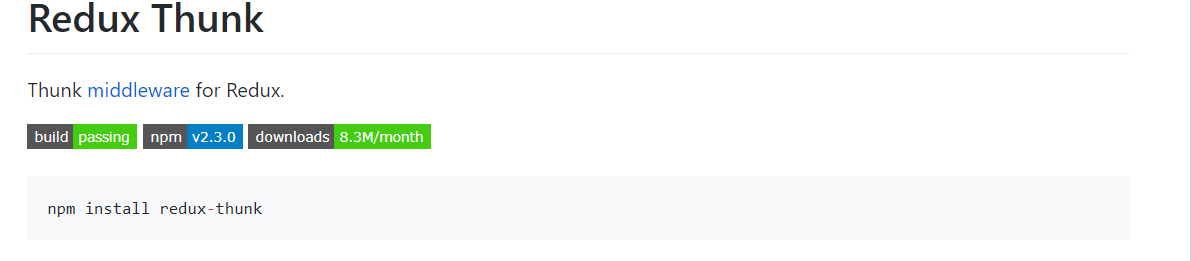 Redux Thunk
Thunk middleware for Redux.
build passing npm v2.3.0 downloads 8.3M/month
npm install redux-thunk